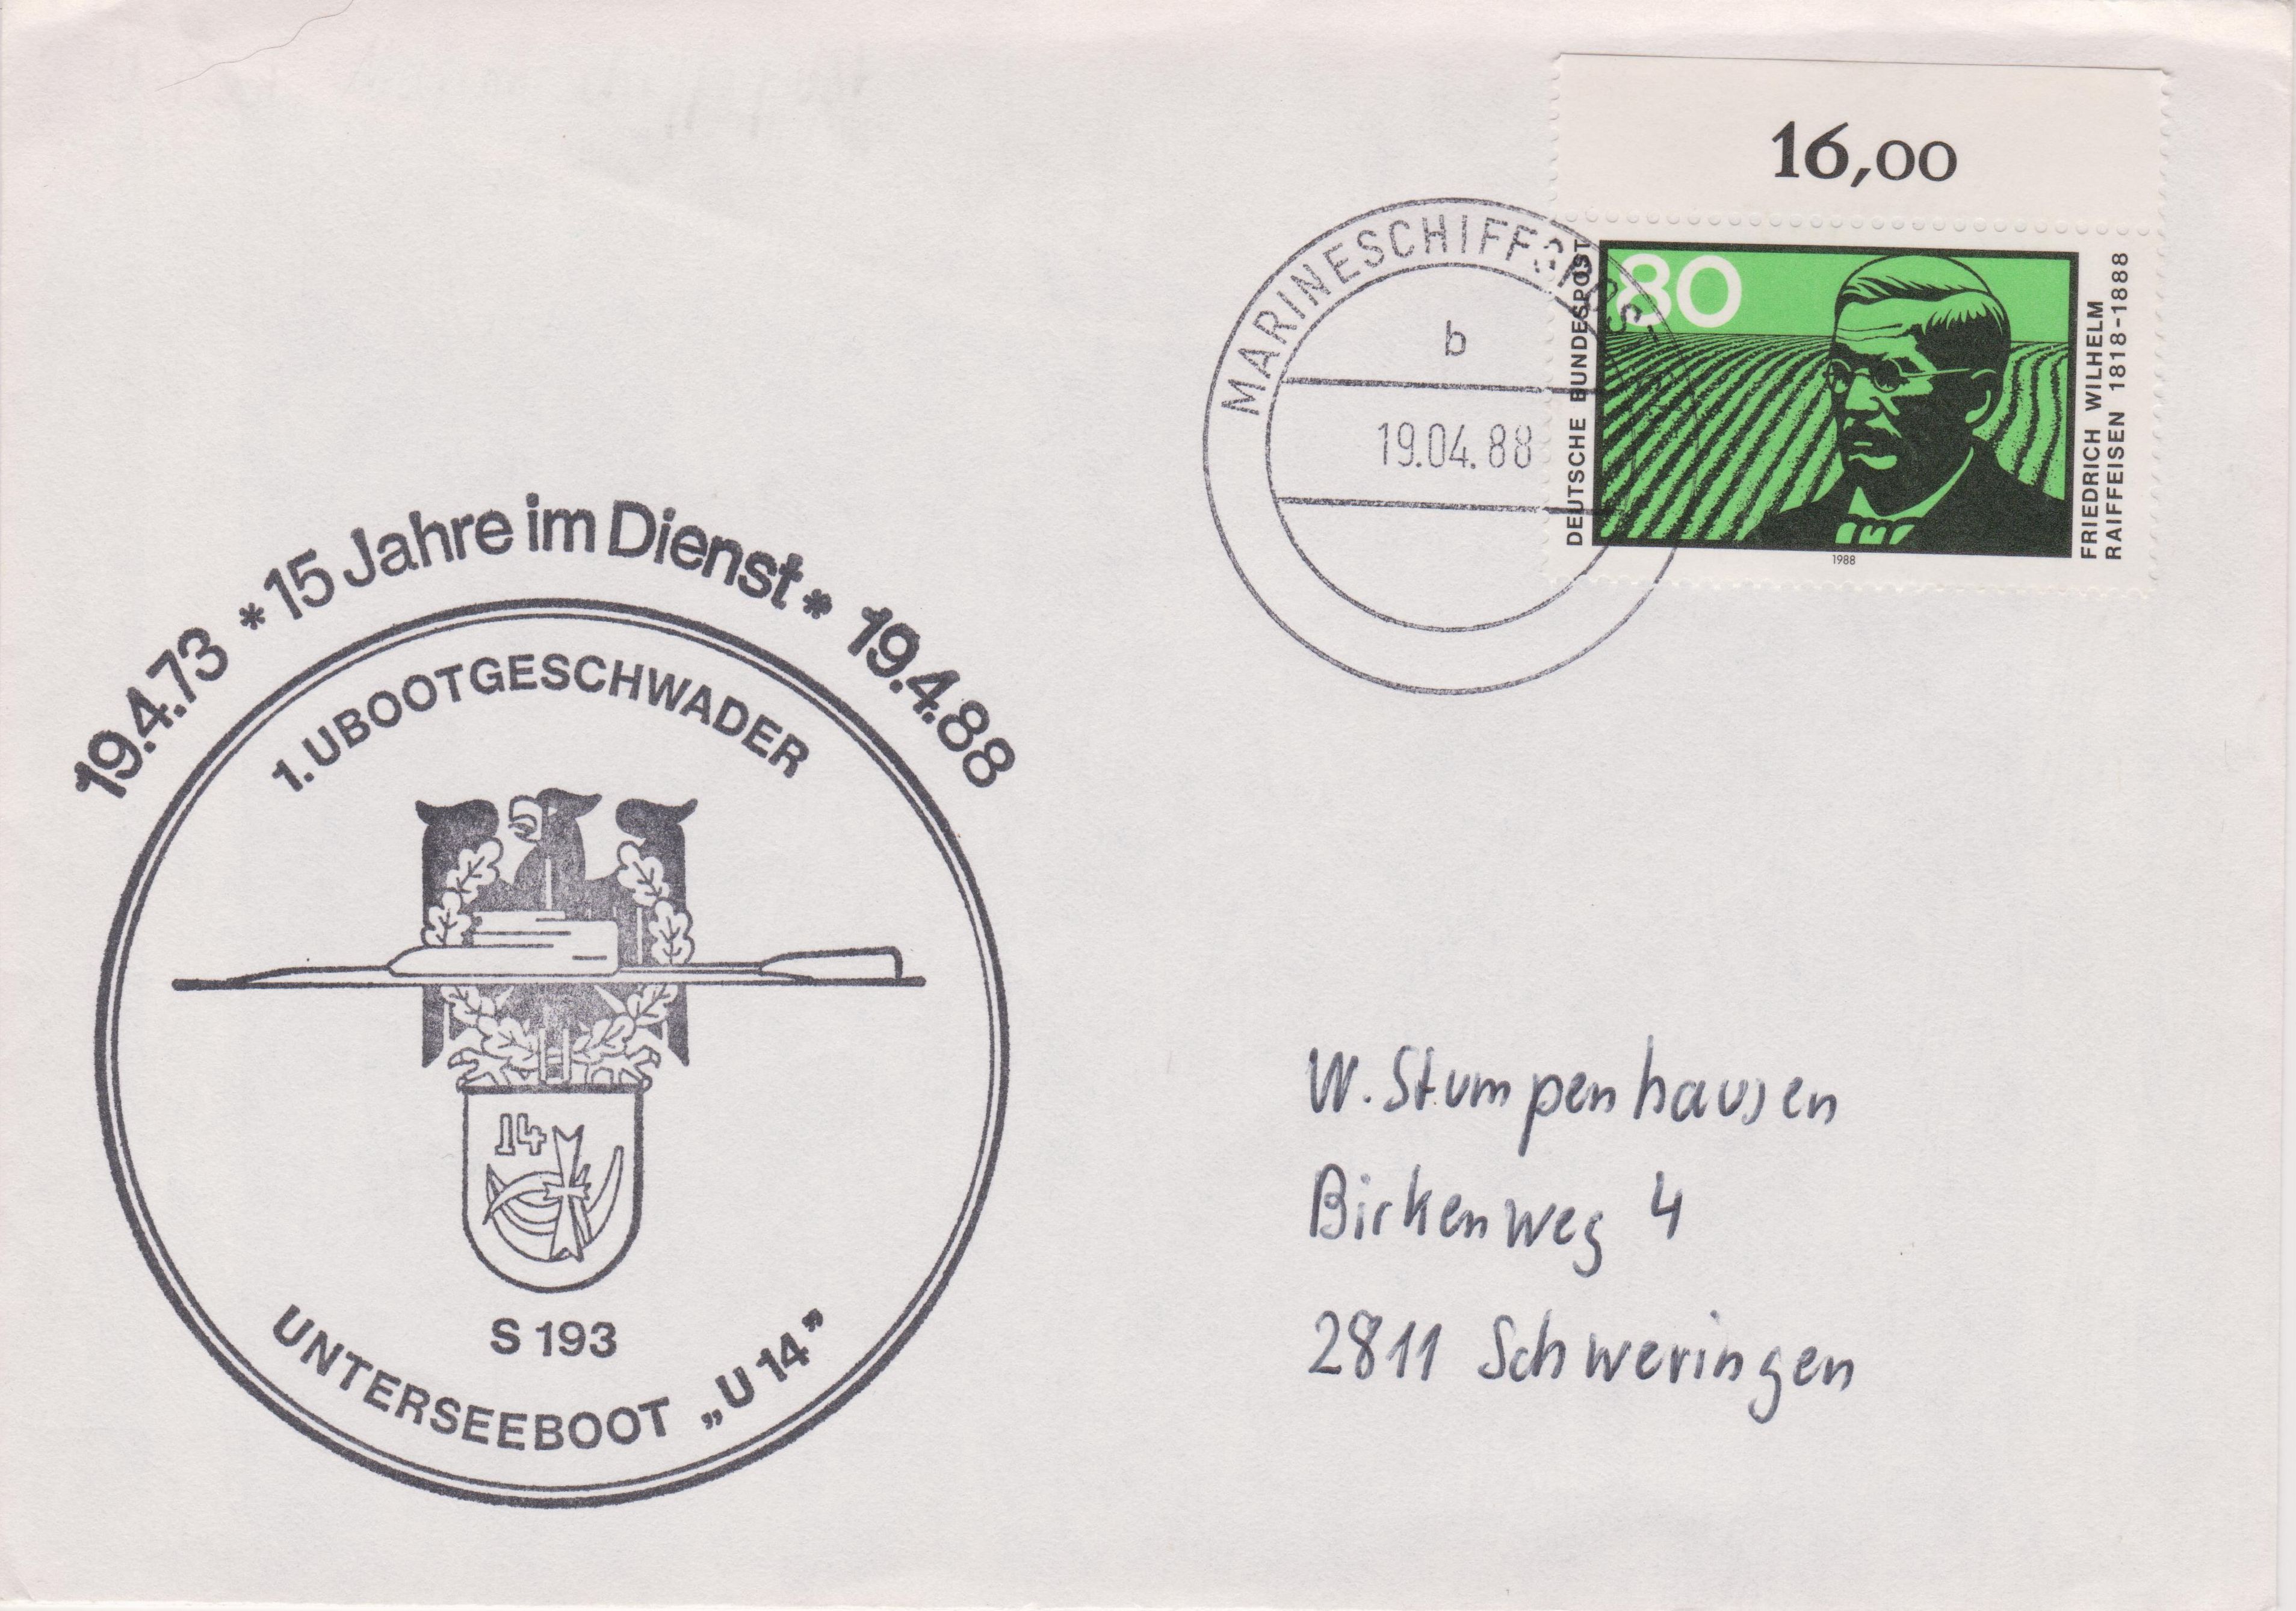 16,00
DEUTSCHE BUNDESPOST
80
FRIEDRICH WILHELM
RAIFFEISEN 1818-1888
1988
MARINESCHIFFSPOST
b
19.04.88
19.4.73 * 15 Jahre im Dienst * 19.4.88
1. UBOOTGESCHWADER
14
S 193
UNTERSEEBOOT „U 14”
W. Stumpenhausen
Birkenweg 4
2811 Schweringen